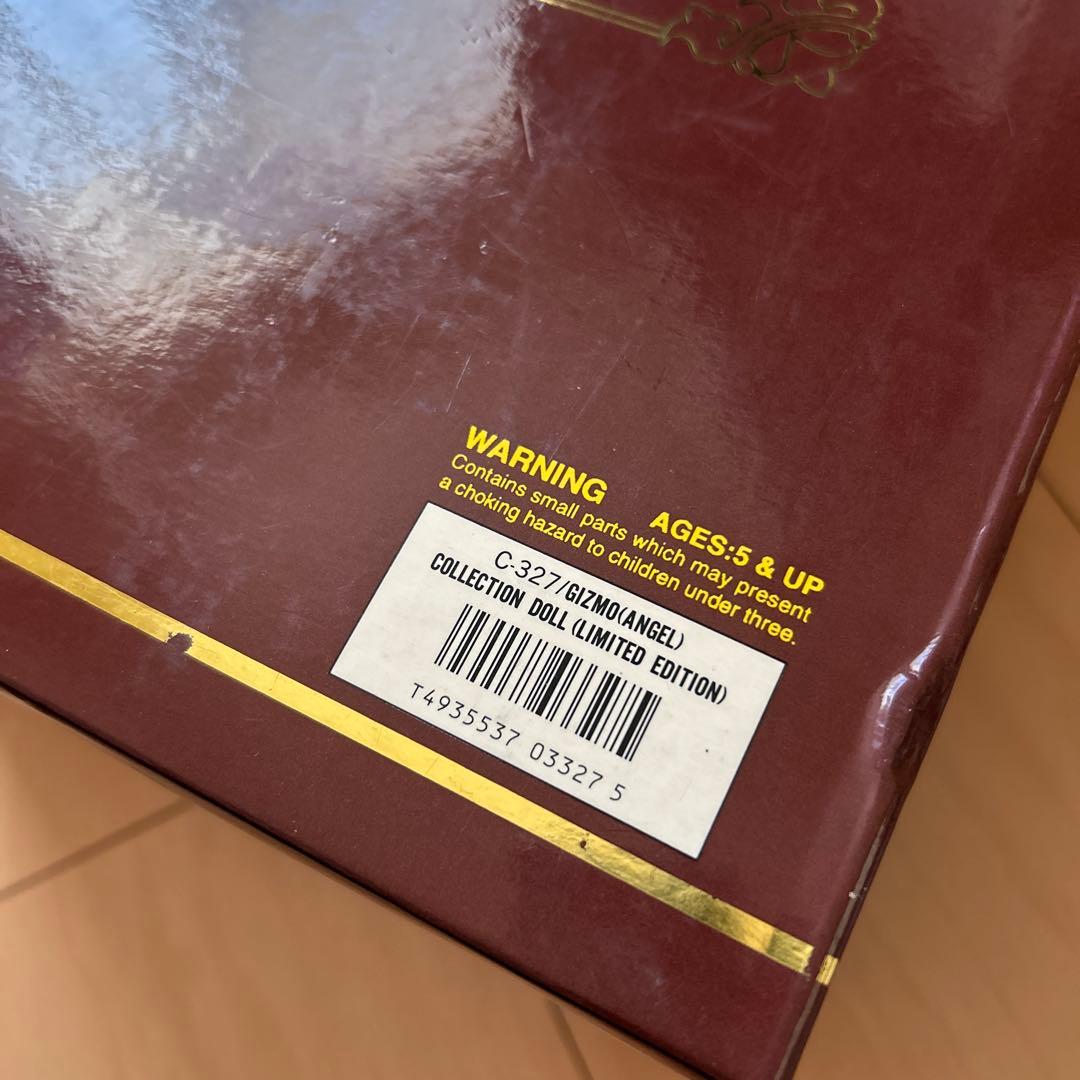 WARNING
AGES:5 & UP
Contains small parts which may present
a choking hazard to children under three.
C-327/GIZMO(ANGEL)
COLLECTION DOLL (LIMITED EDITION)
T4935537 03327 5